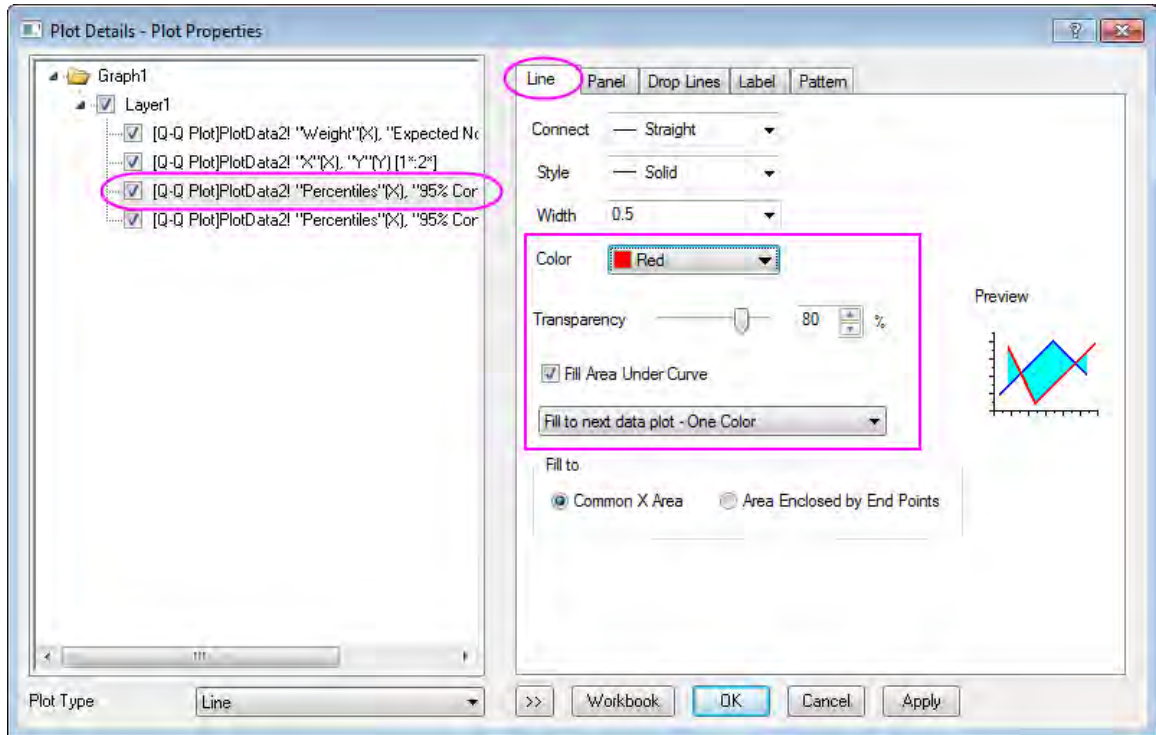 Plot Details - Plot Properties
Graph1
Layer1
[Q-Q Plot]PlotData2! "Weight"(X), "Expected No
[Q-Q Plot]PlotData2! "X"(X), "Y"(Y) [1*:2*]
[Q-Q Plot]PlotData2! "Percentiles"(X), "95% Con
[Q-Q Plot]PlotData2! "Percentiles"(X), "95% Con
Plot Type Line
Line Panel Drop Lines Label Pattern
Connect Straight
Style Solid
Width 0.5
Color Red
Transparency 80 %
Fill Area Under Curve
Fill to next data plot - One Color
Preview
Fill to
Common X Area Area Enclosed by End Points
>> Workbook OK Cancel Apply